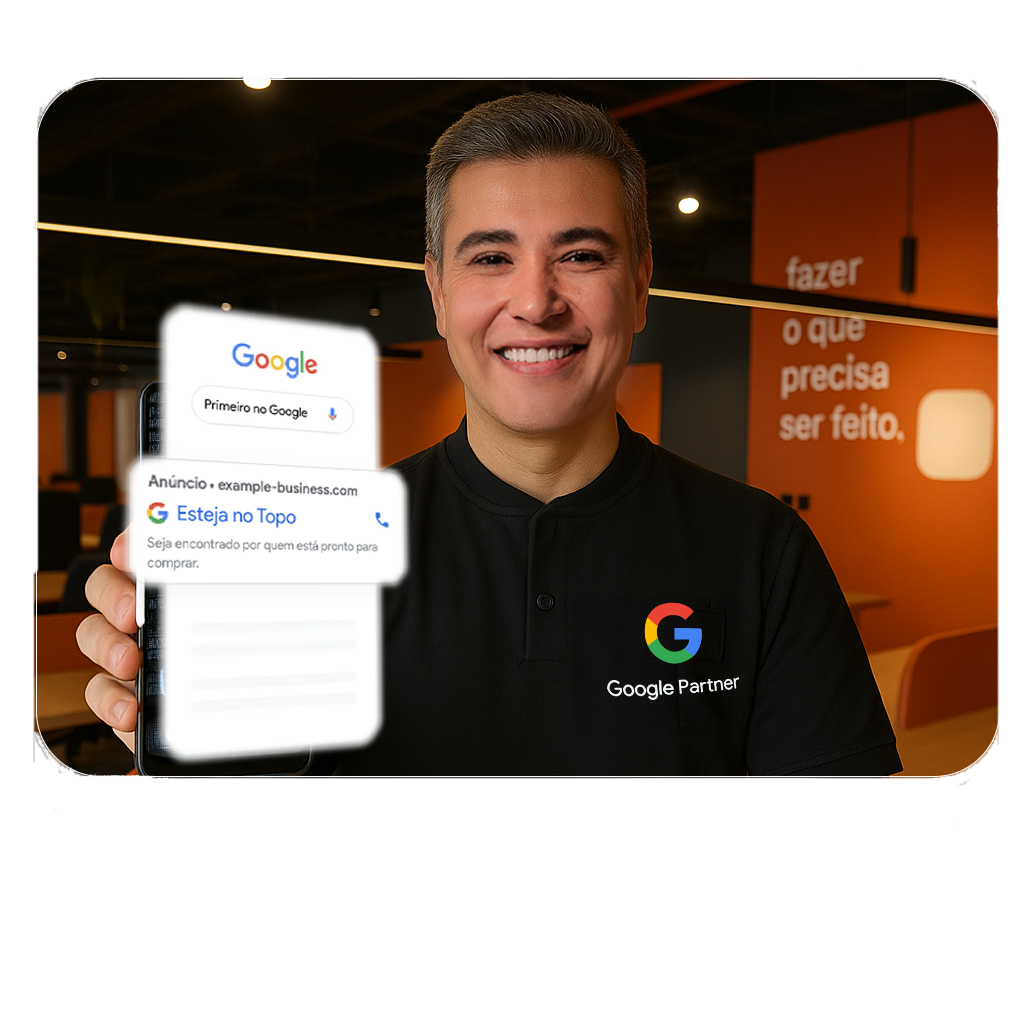 Google
Primeiro no Google
Anúncio • example-business.com
Esteja no Topo
Seja encontrado por quem está pronto para
comprar.
fazer
o que
precisa
ser feito,
Google Partner